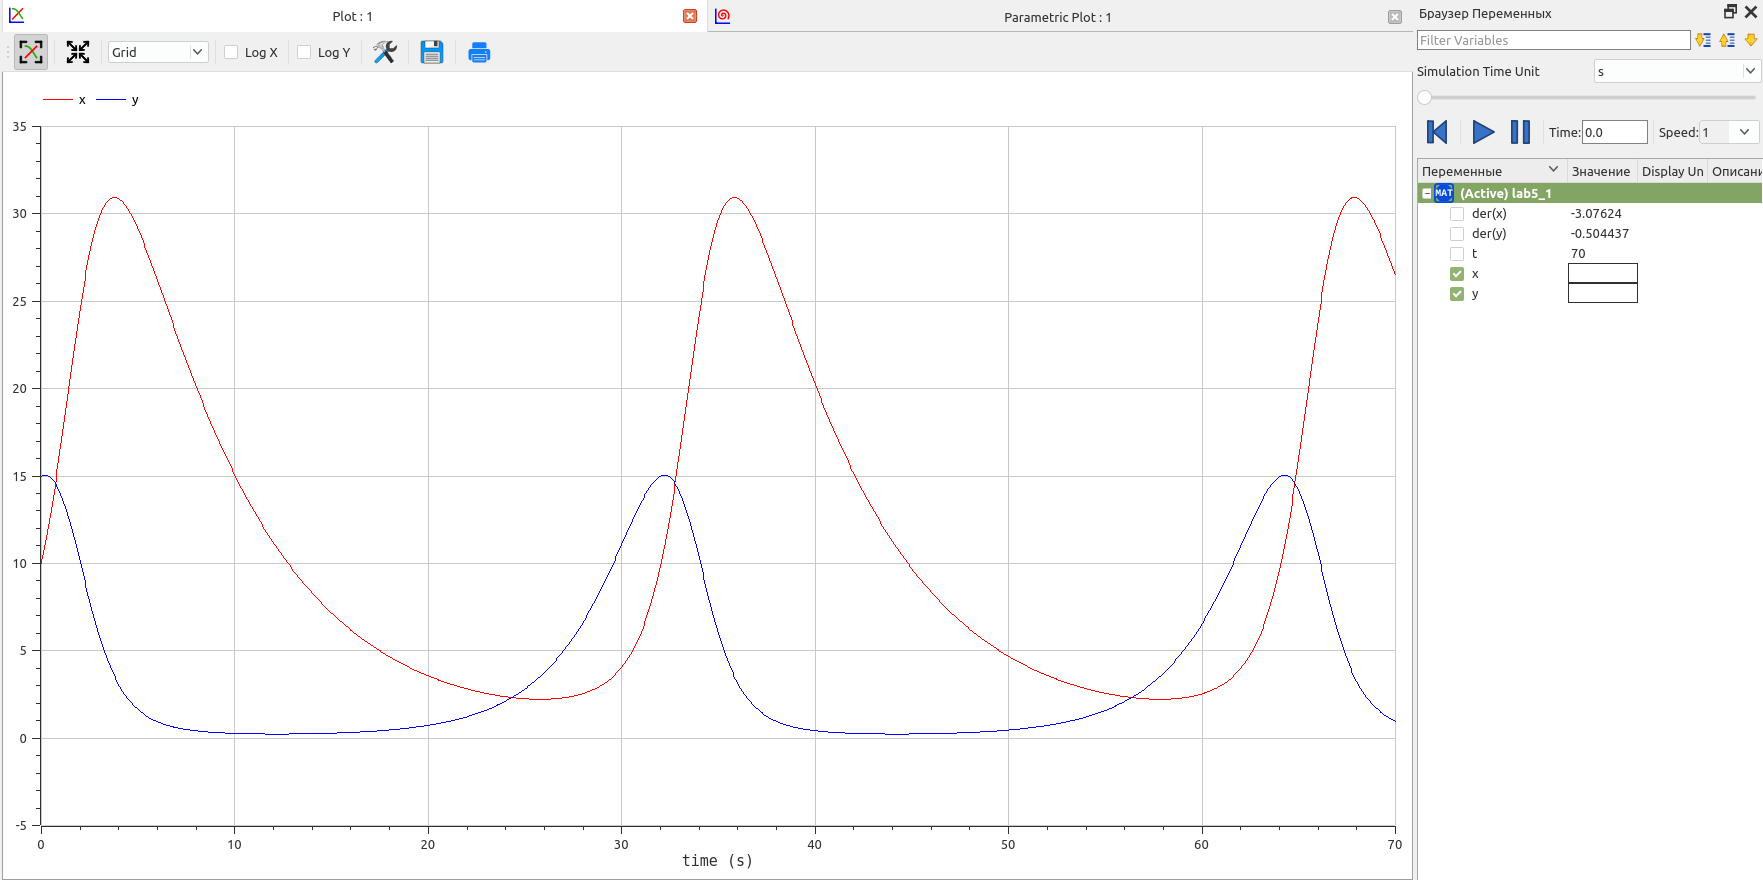 Plot : 1
Parametric Plot : 1
Браузер Переменных
Grid
Log X
Log Y
Filter Variables
Simulation Time Unit
s
Time: 0.0
Speed: 1
x
y
35
30
25
20
15
10
5
0
-5
0
10
20
30
40
50
60
70
time (s)
Переменные Значение Display Un Описани
MAT (Active) lab5_1
der(x) -3.07624
der(y) -0.504437
t 70
x
y